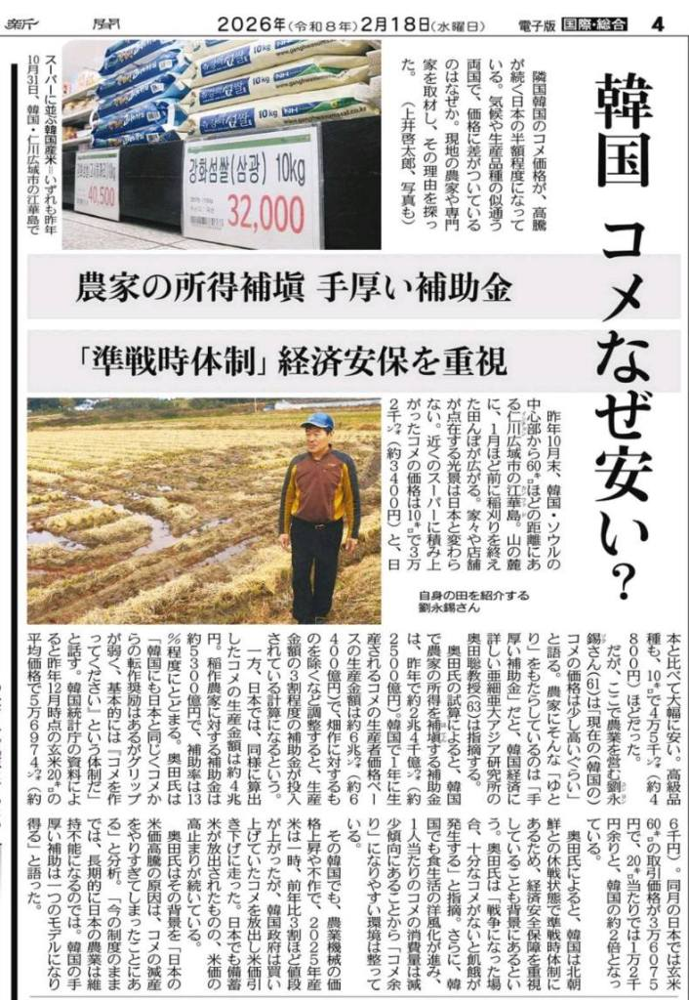 新 聞 2026年(令和8年)2月18日(水曜日) 電子版 国際・総合 4
韓国 コメなぜ安い?
隣国韓国のコメ価格が、高騰
が続く日本の半額程度になって
いる。気候や生産品種の似通う
両国で、価格に差がついている
のはなぜか。現地の農家や専門
家を取材し、その理由を探っ
た。 (上井啓太郎、写真も)
40,500
강화섬쌀(삼광) 10kg
32,000
10kg
スーパーに並ぶ韓国産米=いずれも昨年
10月31日、韓国・仁川広域市の江華島で
農家の所得補塡 手厚い補助金
「準戦時体制」経済安保を重視
昨年10月末、韓国・ソウルの
中心部から60㌔ほどの距離にあ
る仁川広域市の江華島。山の麓
に、1月ほど前に稲刈りを終え
た田んぼが広がる。家々や店舗
が点在する光景は日本と変わら
ない。近くのスーパーに積み上
がったコメの価格は10㌔で3万
2千㌆(約3400円)と、日
自身の田を紹介する
劉永錫さん
本と比べて大幅に安い。高級品
種も、10㌔で4万5千㌆(約4
800円)ほどだった。
だが、ここで農業を営む劉永
錫さん(61)は「現在の(韓国の)
コメの価格は少し高いぐらい」
と語る。農家にそんな「ゆと
り」をもたらしているのは「手
厚い補助金」だと、韓国経済に
詳しい亜細亜大アジア研究所の
奥田聡教授(63)は指摘する。
奥田氏の試算によると、韓国
で農家の所得を補塡する補助金
は、昨年で約2兆4千億㌆(約
2500億円)。韓国で1年に生
産されるコメの生産者価格ベー
スの生産金額は約6兆㌆(約6
400億円)で、畑作に対するも
のを除くなど調整すると、生産
金額の3割程度の補助金が投入
されている計算になるという。
一方、日本では、同様に算出
したコメの生産金額は約4兆
円。稲作農家に対する補助金は
約5300億円で、補助率は13
%程度にとどまる。奥田氏は
「韓国にも日本と同じくコメか
らの転作奨励はあるがグリップ
が弱く、基本的には『コメを作
ってください』という体制だ」
と話す。韓国統計庁の資料によ
ると昨年12月時点の玄米20㌔の
平均価格で5万6974㌆(約
6千円)。同月の日本では玄米
60㌔の取引価格が3万6075
円で、20㌔当たりでは1万2千
円余りと、韓国の約2倍となっ
ている。
奥田氏によると、韓国は北朝
鮮との休戦状態で準戦時体制に
あるため、経済安全保障を重視
していることも背景にあるとい
う。奥田氏は「戦争になった場
合、十分なコメがないと飢餓が
発生する」と指摘。さらに、韓
国でも食生活の洋風化が進み、
1人当たりのコメの消費量は減
少傾向にあることから「コメ余
り」になりやすい環境は整って
いる。
その韓国でも、農業機械の価
格上昇や不作で、2025年産
米は一時、前年比3割ほど値段
が上がったが、韓国政府は買い
上げていたコメを放出し米価引
き下げに走った。日本でも備蓄
米が放出されたものの、米価の
高止まりが続いている。
奥田氏はその背景を「日本の
米価高騰の原因は、コメの減産
をやりすぎてしまったことにあ
る」と分析。「今の制度のまま
では、長期的に日本の農業は維
持不能になるのでは。韓国の手
厚い補助は一つのモデルになり
得る」と語った。